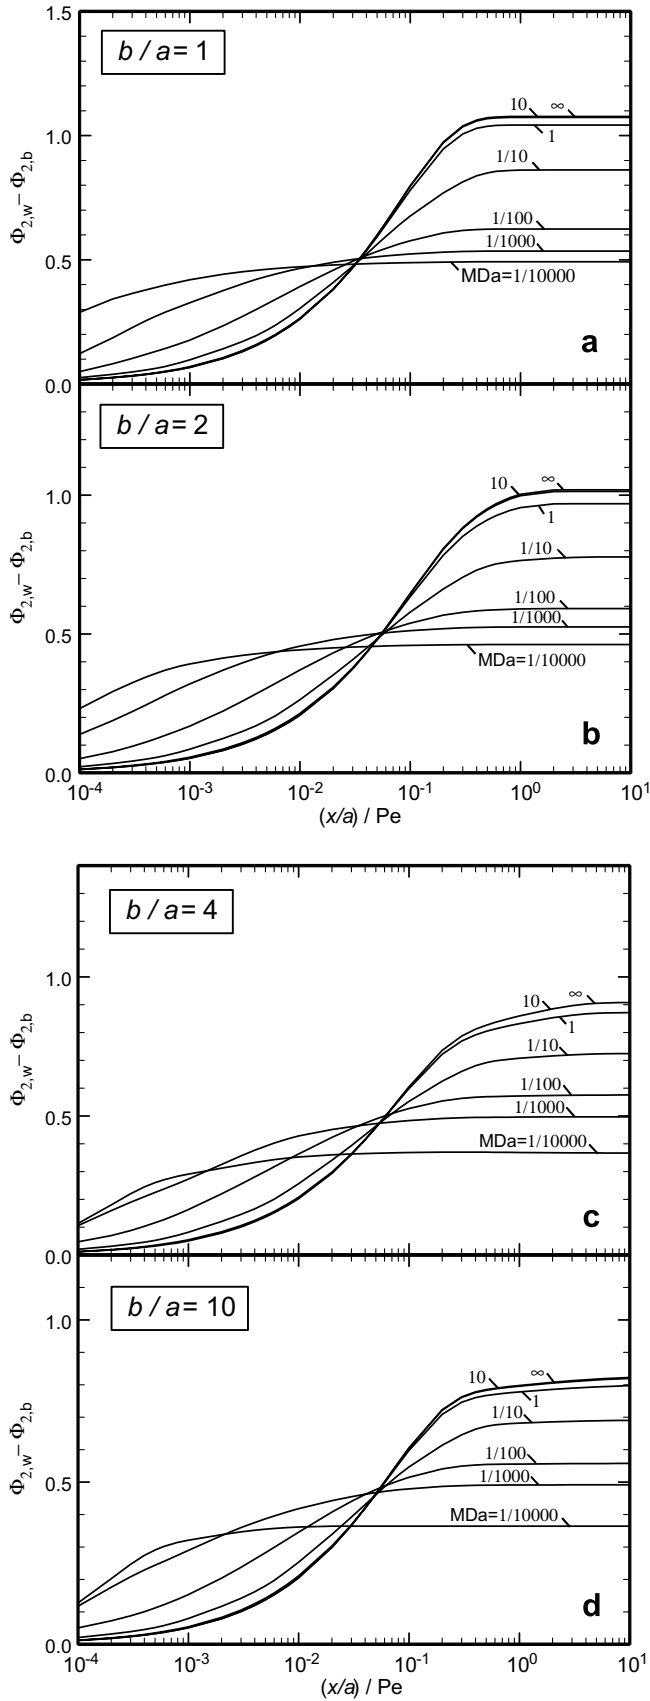 1.5
b / a = 1
10 ∞
1
1.0
1/10
Φ2,w − Φ2,b
1/100
1/1000
0.5
MDa=1/10000
a
0.0
b / a = 2
10 ∞
1.0
1
1/10
Φ2,w − Φ2,b
1/100
1/1000
0.5
MDa=1/10000
b
0.0
10⁻⁴ 10⁻³ 10⁻² 10⁻¹ 10⁰ 10¹
(x/a) / Pe
b / a = 4
1.0
10 ∞
1
1/10
Φ2,w − Φ2,b
1/100
1/1000
0.5
MDa=1/10000
c
0.0
b / a = 10
1.0
10 ∞
1
1/10
Φ2,w − Φ2,b
1/100
1/1000
0.5
MDa=1/10000
d
0.0
10⁻⁴ 10⁻³ 10⁻² 10⁻¹ 10⁰ 10¹
(x/a) / Pe